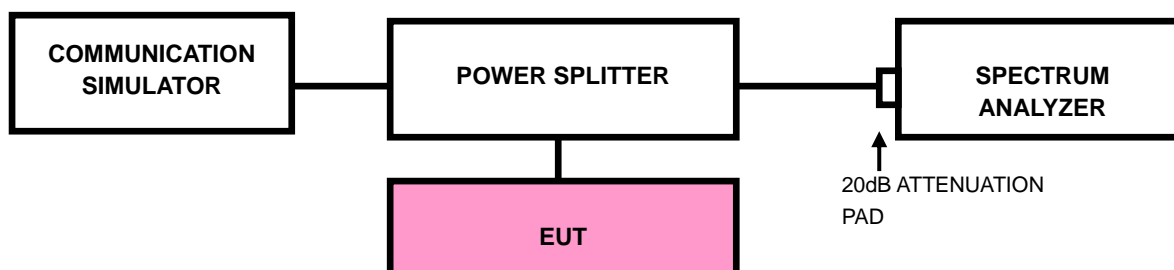 COMMUNICATION
SIMULATOR
POWER SPLITTER
SPECTRUM
ANALYZER
20dB ATTENUATION
PAD
EUT